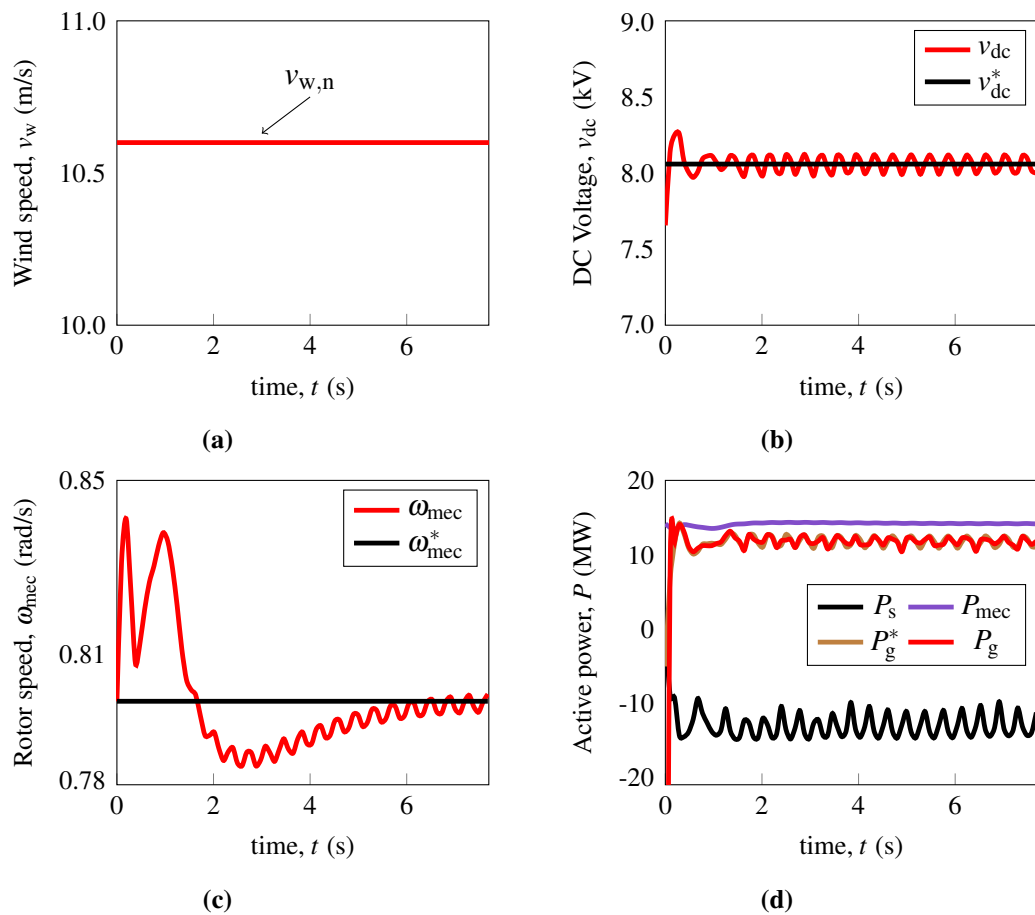 11.0
10.5
10.0
Wind speed, v_w (m/s)
v_w,n
0 2 4 6
time, t (s)
(a)
9.0
8.5
8.0
7.5
7.0
DC Voltage, v_dc (kV)
v_dc
v*_dc
0 2 4 6
time, t (s)
(b)
0.85
0.81
0.78
Rotor speed, ω_mec (rad/s)
ω_mec
ω*_mec
0 2 4 6
time, t (s)
(c)
20
10
0
-10
-20
Active power, P (MW)
P_s P_mec
P*_g P_g
0 2 4 6
time, t (s)
(d)